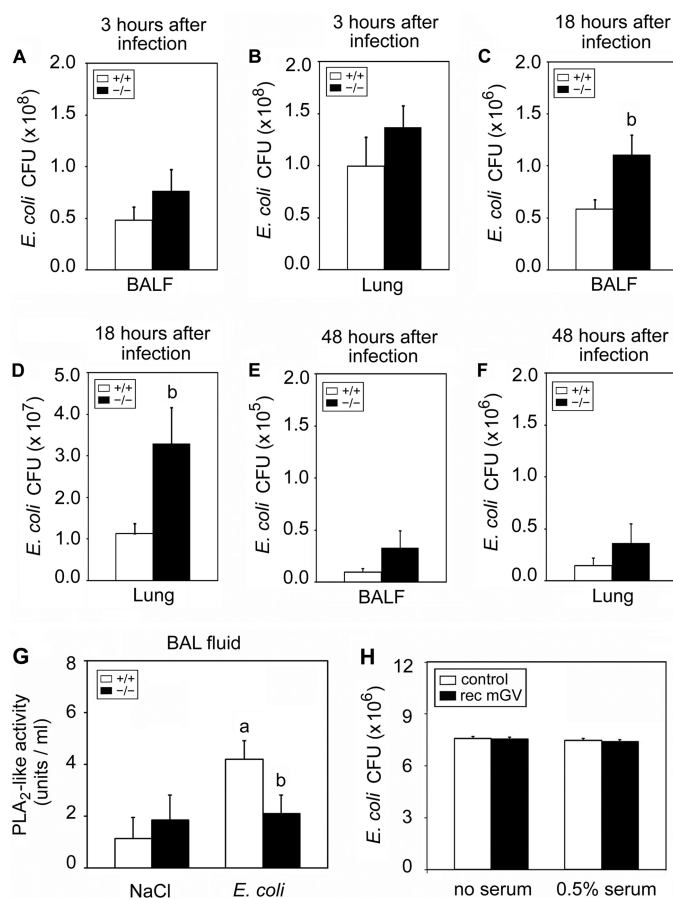 3 hours after
infection
A
E. coli CFU (x10⁸)
2.0
1.5
1.0
0.5
0.0
+/+
−/−
BALF
3 hours after
infection
B
E. coli CFU (x10⁸)
2.0
1.5
1.0
0.5
0.0
+/+
−/−
Lung
18 hours after
infection
C
E. coli CFU (x10⁶)
2.0
1.5
1.0
0.5
0.0
+/+
−/−
b
BALF
18 hours after
infection
D
E. coli CFU (x 10⁷)
5.0
4.0
3.0
2.0
1.0
0.0
+/+
−/−
b
Lung
48 hours after
infection
E
E. coli CFU (x10⁵)
2.0
1.5
1.0
0.5
0.0
+/+
−/−
BALF
48 hours after
infection
F
E. coli CFU (x10⁶)
2.0
1.5
1.0
0.5
0.0
+/+
−/−
Lung
BAL fluid
G
PLA₂-like activity
(units / ml)
8
6
4
2
0
+/+
−/−
a
b
NaCl
E. coli
H
E. coli CFU (x10⁶)
12
9
6
3
0
control
rec mGV
no serum
0.5% serum